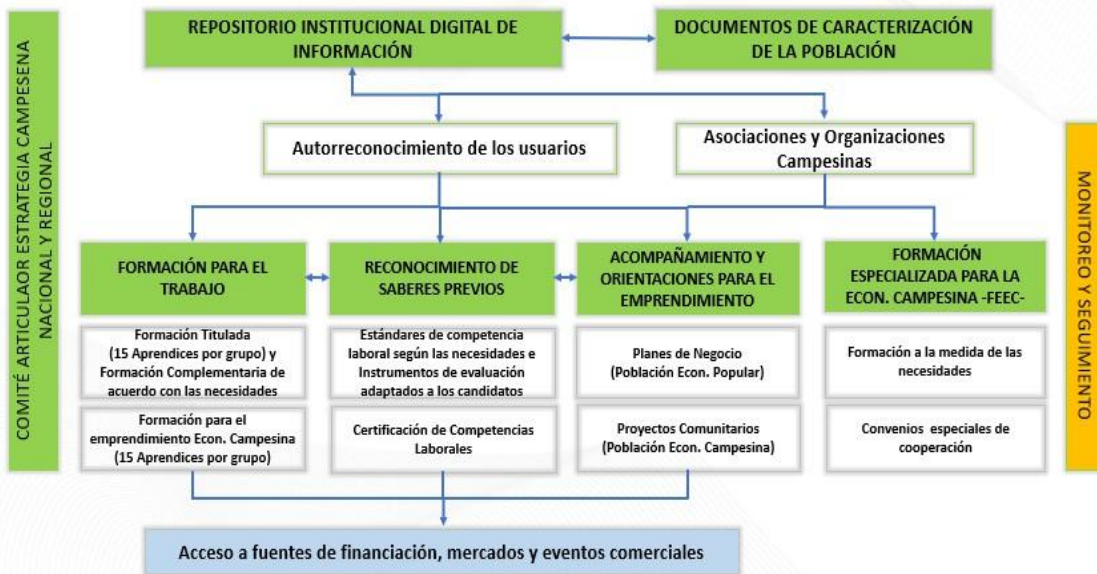 COMITÉ ARTICULAOR ESTRATEGIA CAMPESENA
NACIONAL Y REGIONAL
REPOSITORIO INSTITUCIONAL DIGITAL DE
INFORMACIÓN
DOCUMENTOS DE CARACTERIZACIÓN
DE LA POBLACIÓN
Autorreconocimiento de los usuarios
Asociaciones y Organizaciones
Campesinas
FORMACIÓN PARA EL
TRABAJO
RECONOCIMIENTO DE
SABERES PREVIOS
ACOMPAÑAMIENTO Y
ORIENTACIONES PARA EL
EMPRENDIMIENTO
FORMACIÓN
ESPECIALIZADA PARA LA
ECON. CAMPESINA -FEEC-
Formación Titulada
(15 Aprendices por grupo) y
Formación Complementaria de
acuerdo con las necesidades
Estándares de competencia
laboral según las necesidades e
Instrumentos de evaluación
adaptados a los candidatos
Planes de Negocio
(Población Econ. Popular)
Formación a la medida de las
necesidades
Formación para el
emprendimiento Econ. Campesina
(15 Aprendices por grupo)
Certificación de Competencias
Laborales
Proyectos Comunitarios
(Población Econ. Campesina)
Convenios especiales de
cooperación
Acceso a fuentes de financiación, mercados y eventos comerciales
MONITOREO Y SEGUIMIENTO